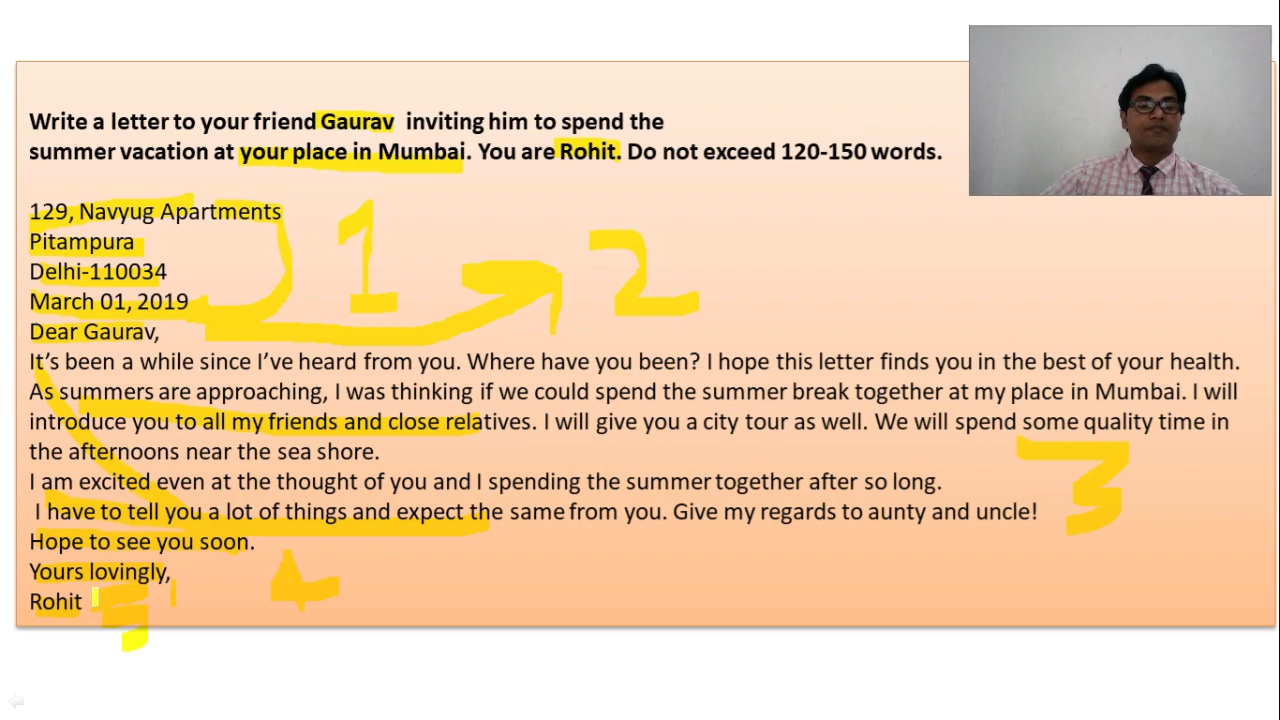 Write a letter to your friend Gaurav inviting him to spend the
summer vacation at your place in Mumbai. You are Rohit. Do not exceed 120-150 words.
129, Navyug Apartments
Pitampura
Delhi-110034
March 01, 2019
Dear Gaurav,
It's been a while since I've heard from you. Where have you been? I hope this letter finds you in the best of your health.
As summers are approaching, I was thinking if we could spend the summer break together at my place in Mumbai. I will
introduce you to all my friends and close relatives. I will give you a city tour as well. We will spend some quality time in
the afternoons near the sea shore.
I am excited even at the thought of you and I spending the summer together after so long.
I have to tell you a lot of things and expect the same from you. Give my regards to aunty and uncle!
Hope to see you soon.
Yours lovingly,
Rohit
1
2
3
4
5